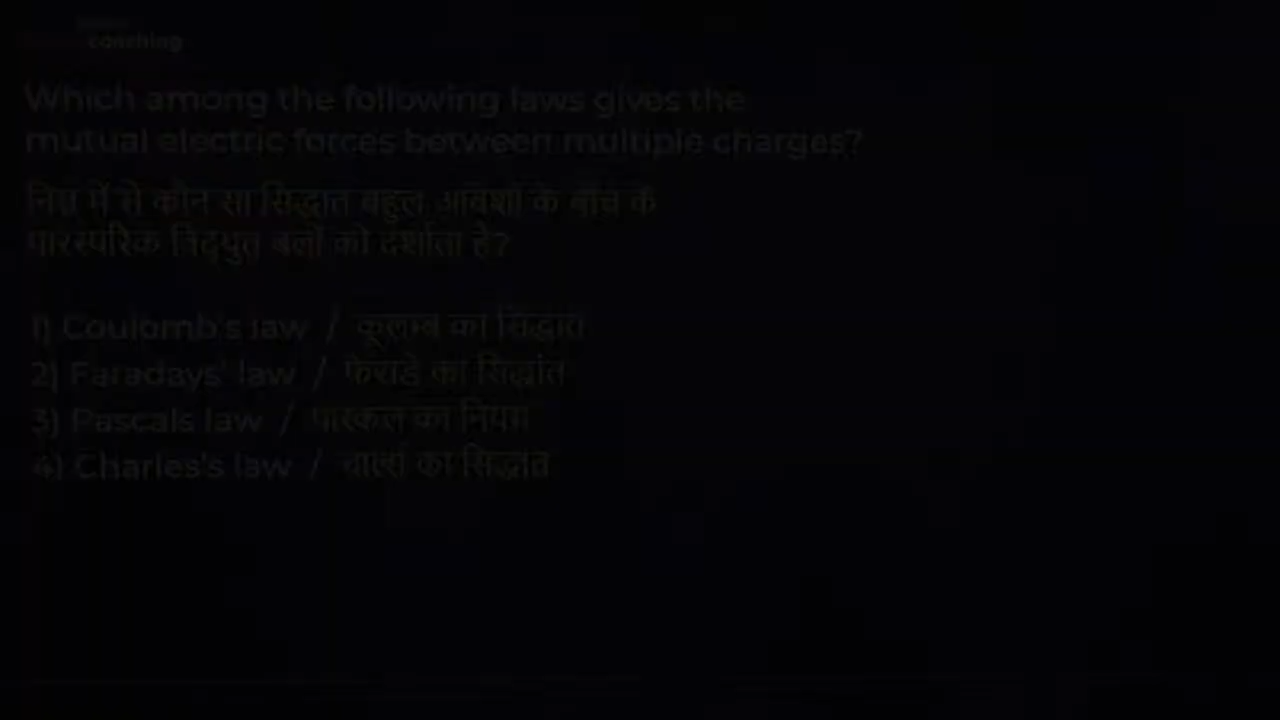 coaching
Which among the following laws gives the
mutual electric forces between multiple charges?
निम्न में से कौन सा सिद्धांत बहुल आवेशों के बीच के
पारस्परिक विद्युत बलों को दर्शाता है?
1) Coulomb's law / कूलम्ब का सिद्धांत
2) Faradays' law / फेराडे का सिद्धांत
3) Pascals law / पास्कल का नियम
4) Charles's law / चार्ल्स का सिद्धांत